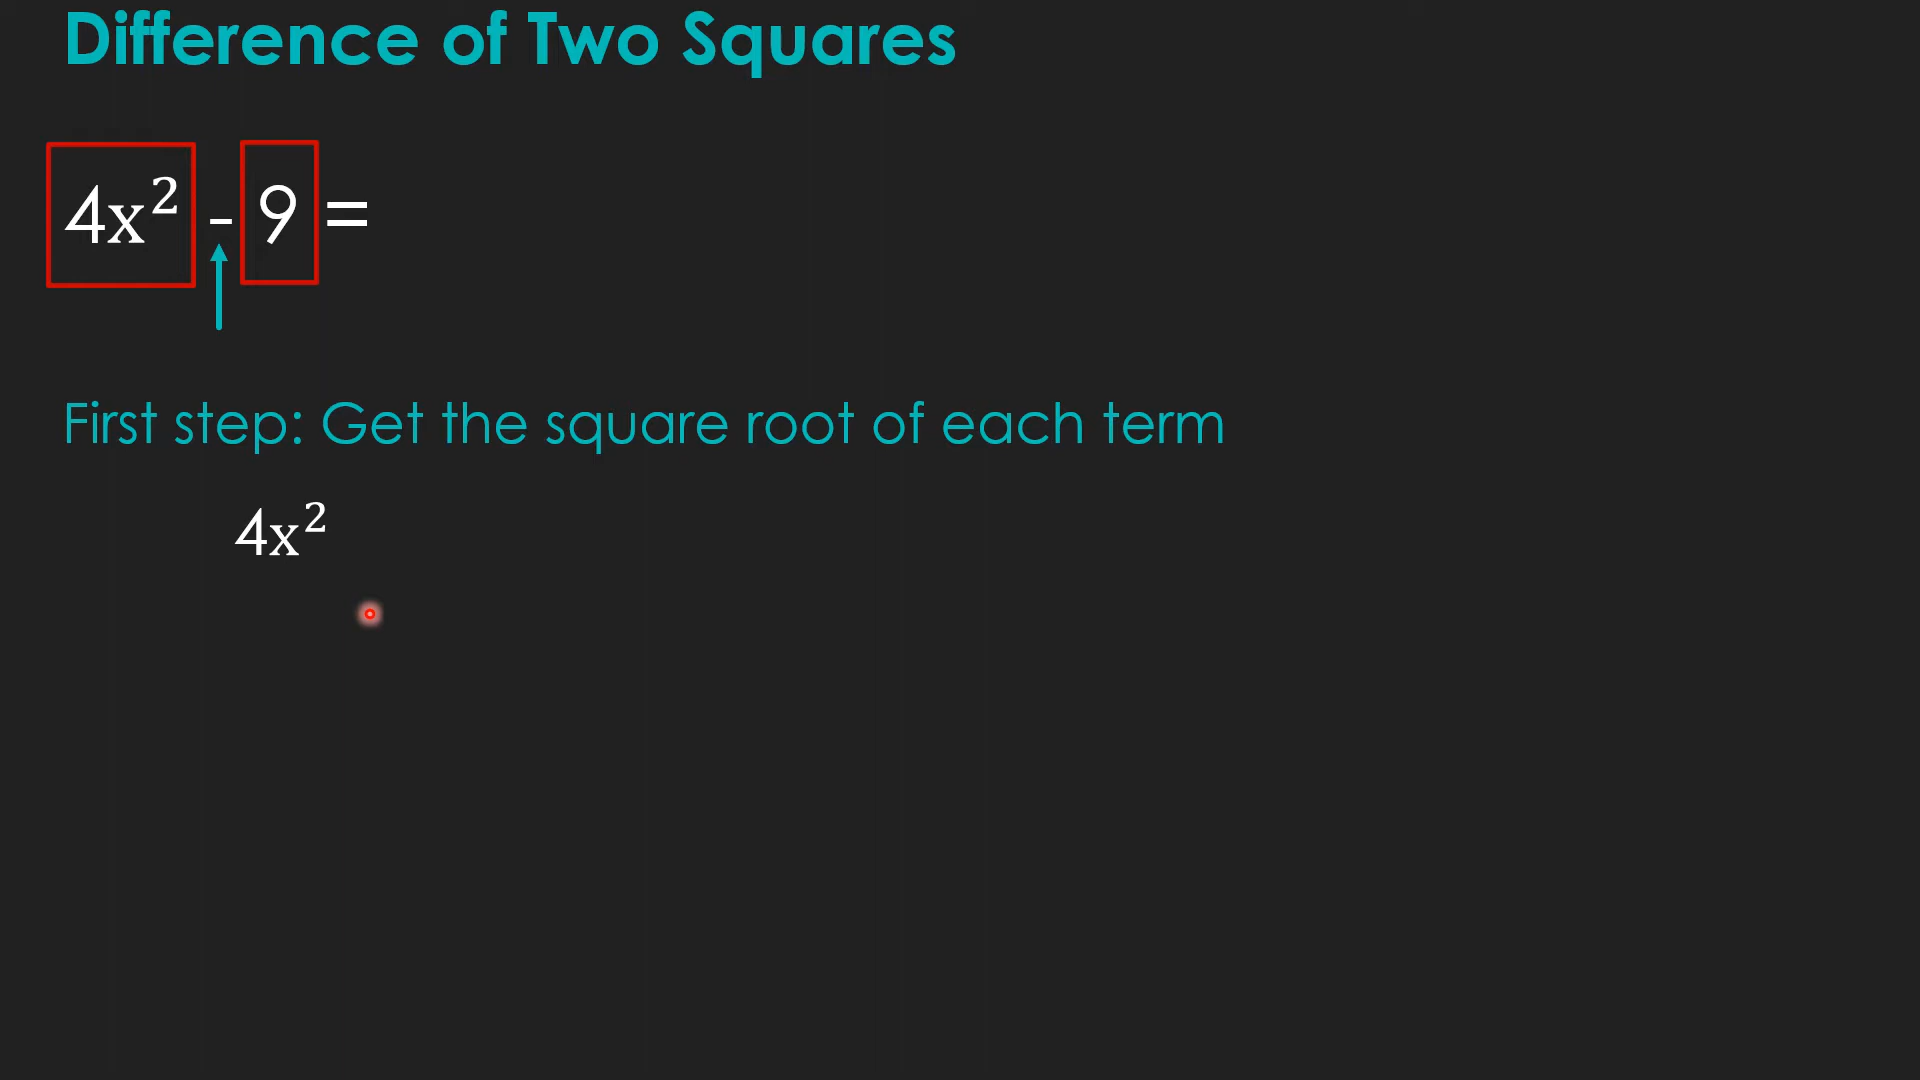 Difference of Two Squares
4x² - 9 =
First step: Get the square root of each term
4x²